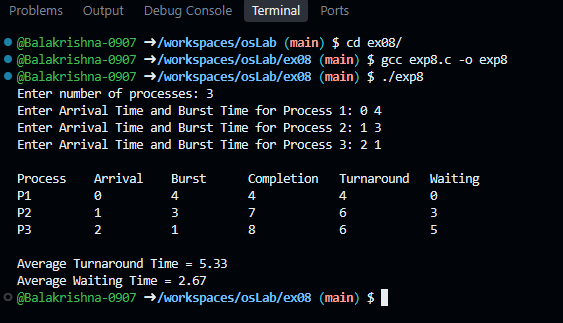 Problems Output Debug Console Terminal Ports
@Balakrishna-0907 ➜/workspaces/osLab (main) $ cd ex08/
@Balakrishna-0907 ➜/workspaces/osLab/ex08 (main) $ gcc exp8.c -o exp8
@Balakrishna-0907 ➜/workspaces/osLab/ex08 (main) $ ./exp8
Enter number of processes: 3
Enter Arrival Time and Burst Time for Process 1: 0 4
Enter Arrival Time and Burst Time for Process 2: 1 3
Enter Arrival Time and Burst Time for Process 3: 2 1
Process Arrival Burst Completion Turnaround Waiting
P1 0 4 4 4 0
P2 1 3 7 6 3
P3 2 1 8 6 5
Average Turnaround Time = 5.33
Average Waiting Time = 2.67
@Balakrishna-0907 ➜/workspaces/osLab/ex08 (main) $